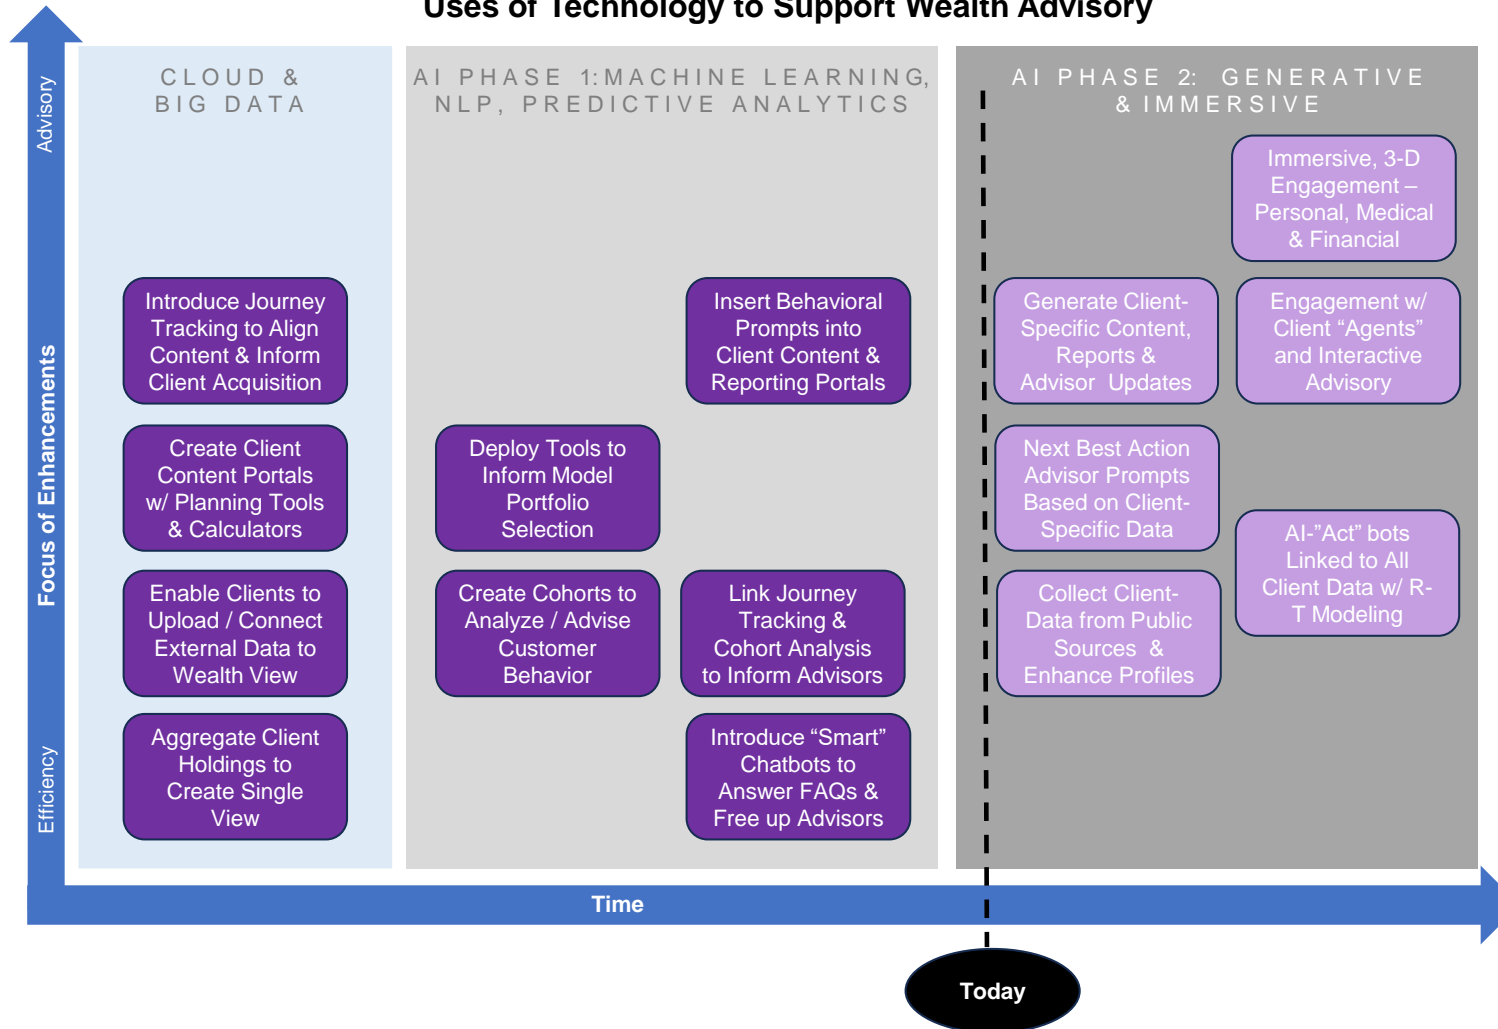 Uses of Technology to Support Wealth Advisory
Advisory
Focus of Enhancements
Efficiency
CLOUD &
BIG DATA
Introduce Journey
Tracking to Align
Content & Inform
Client Acquisition
Create Client
Content Portals
w/ Planning Tools
& Calculators
Enable Clients to
Upload / Connect
External Data to
Wealth View
Aggregate Client
Holdings to
Create Single
View
AI PHASE 1:MACHINE LEARNING,
NLP, PREDICTIVE ANALYTICS
Insert Behavioral
Prompts into
Client Content &
Reporting Portals
Deploy Tools to
Inform Model
Portfolio
Selection
Create Cohorts to
Analyze / Advise
Customer
Behavior
Link Journey
Tracking &
Cohort Analysis
to Inform Advisors
Introduce “Smart”
Chatbots to
Answer FAQs &
Free up Advisors
AI PHASE 2: GENERATIVE
& IMMERSIVE
Immersive, 3-D
Engagement –
Personal, Medical
& Financial
Generate Client-
Specific Content,
Reports &
Advisor Updates
Engagement w/
Client “Agents”
and Interactive
Advisory
Next Best Action
Advisor Prompts
Based on Client-
Specific Data
AI-”Act” bots
Linked to All
Client Data w/ R-
T Modeling
Collect Client-
Data from Public
Sources &
Enhance Profiles
Time
Today